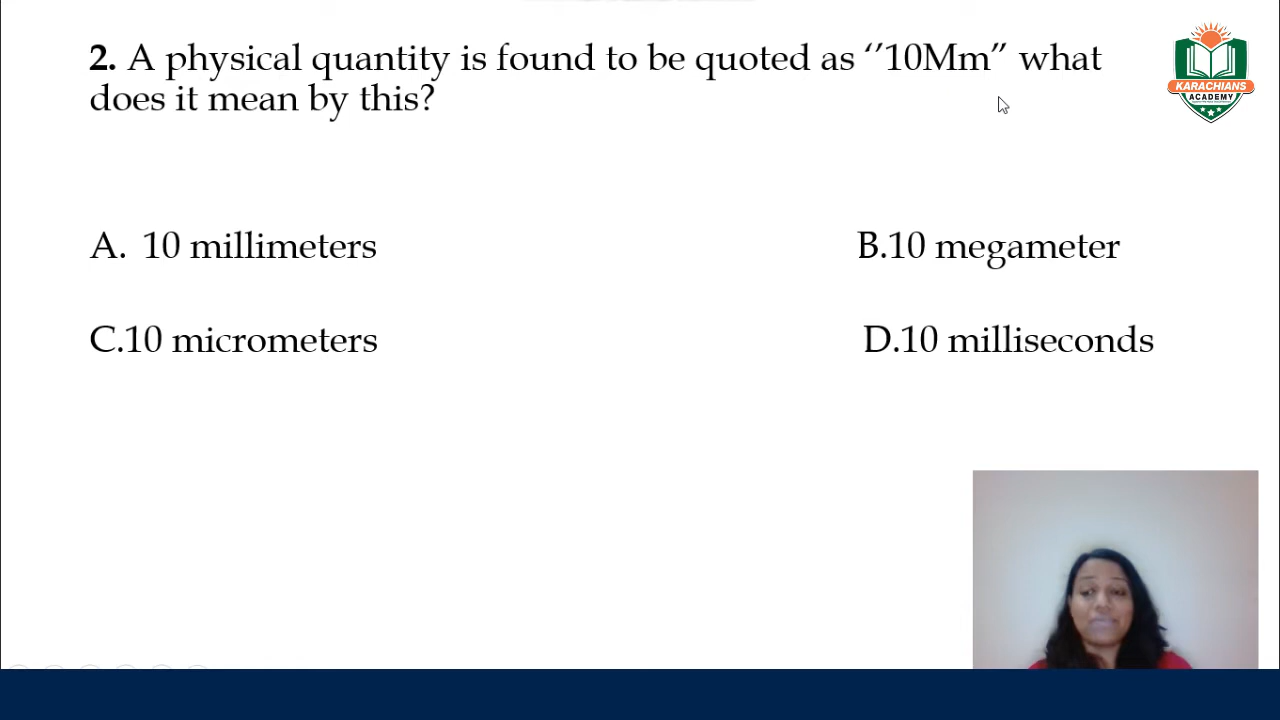 2. A physical quantity is found to be quoted as ‘’10Mm” what
does it mean by this?
KARACHIANS
ACADEMY
A. 10 millimeters
B.10 megameter
C.10 micrometers
D.10 milliseconds